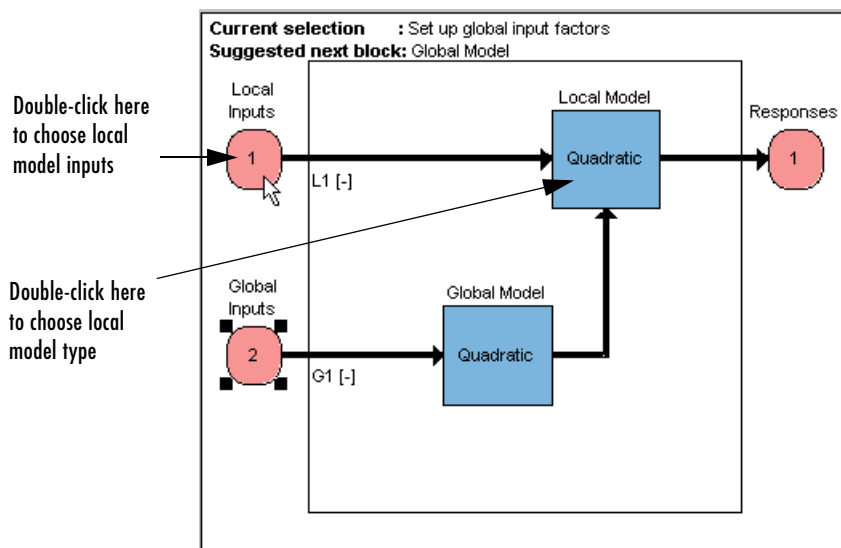 Current selection : Set up global input factors
Suggested next block: Global Model
Double-click here
to choose local
model inputs
Local
Inputs
1
L1 [-]
Local Model
Quadratic
Responses
1
Double-click here
to choose local
model type
Global
Inputs
2
G1 [-]
Global Model
Quadratic